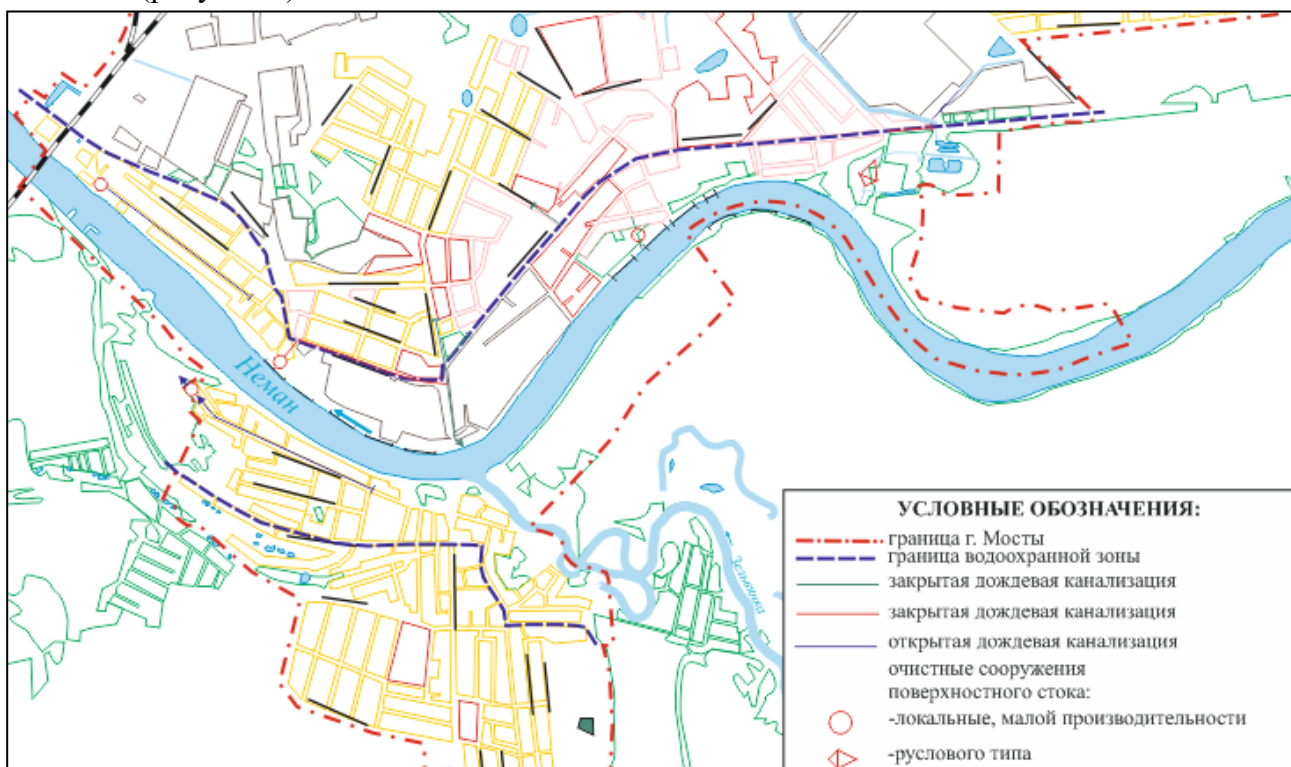 Неман
Зельвянка
УСЛОВНЫЕ ОБОЗНАЧЕНИЯ:
граница г. Мосты
граница водоохранной зоны
закрытая дождевая канализация
закрытая дождевая канализация
открытая дождевая канализация
очистные сооружения
поверхностного стока:
-локальные, малой производительности
-руслового типа